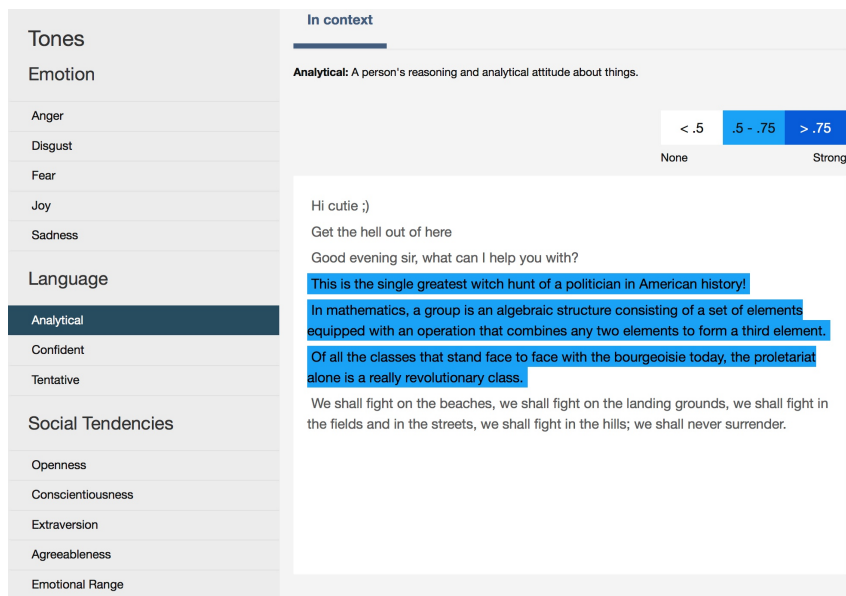 Tones
Emotion
Anger
Disgust
Fear
Joy
Sadness
Language
Analytical
Confident
Tentative
Social Tendencies
Openness
Conscientiousness
Extraversion
Agreeableness
Emotional Range
In context
Analytical: A person's reasoning and analytical attitude about things.
< .5 .5 - .75 > .75
None Strong
Hi cutie ;)
Get the hell out of here
Good evening sir, what can I help you with?
This is the single greatest witch hunt of a politician in American history!
In mathematics, a group is an algebraic structure consisting of a set of elements
equipped with an operation that combines any two elements to form a third element.
Of all the classes that stand face to face with the bourgeoisie today, the proletariat
alone is a really revolutionary class.
We shall fight on the beaches, we shall fight on the landing grounds, we shall fight in
the fields and in the streets, we shall fight in the hills; we shall never surrender.